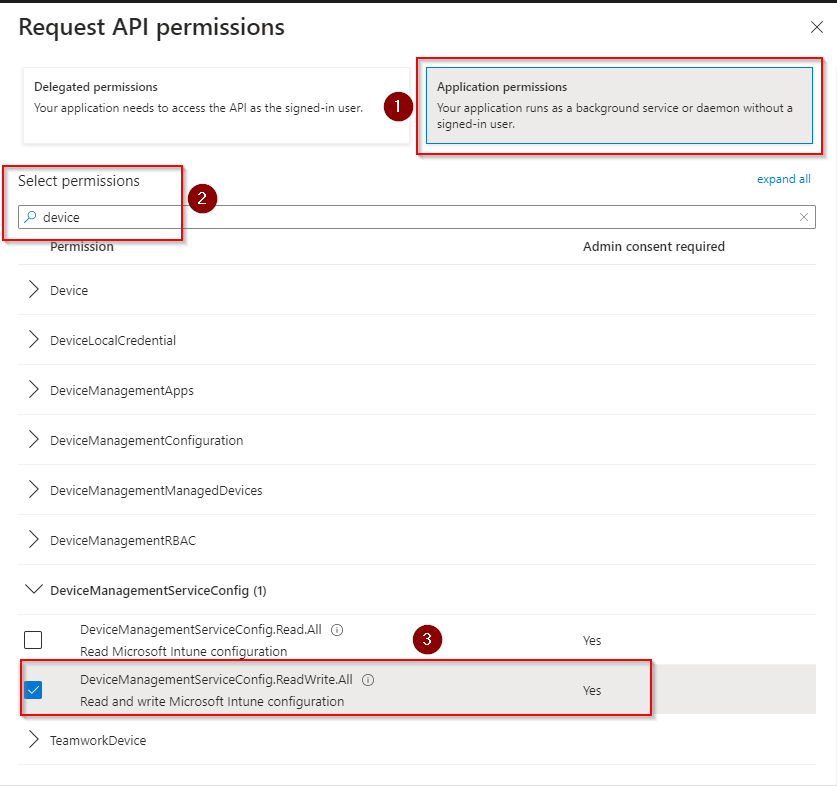 Request API permissions
Delegated permissions
Your application needs to access the API as the signed-in user.
1
Application permissions
Your application runs as a background service or daemon without a
signed-in user.
Select permissions
2
expand all
device
Permission
Admin consent required
Device
DeviceLocalCredential
DeviceManagementApps
DeviceManagementConfiguration
DeviceManagementManagedDevices
DeviceManagementRBAC
DeviceManagementServiceConfig (1)
DeviceManagementServiceConfig.Read.All
Read Microsoft Intune configuration
3
Yes
DeviceManagementServiceConfig.ReadWrite.All
Read and write Microsoft Intune configuration
Yes
TeamworkDevice